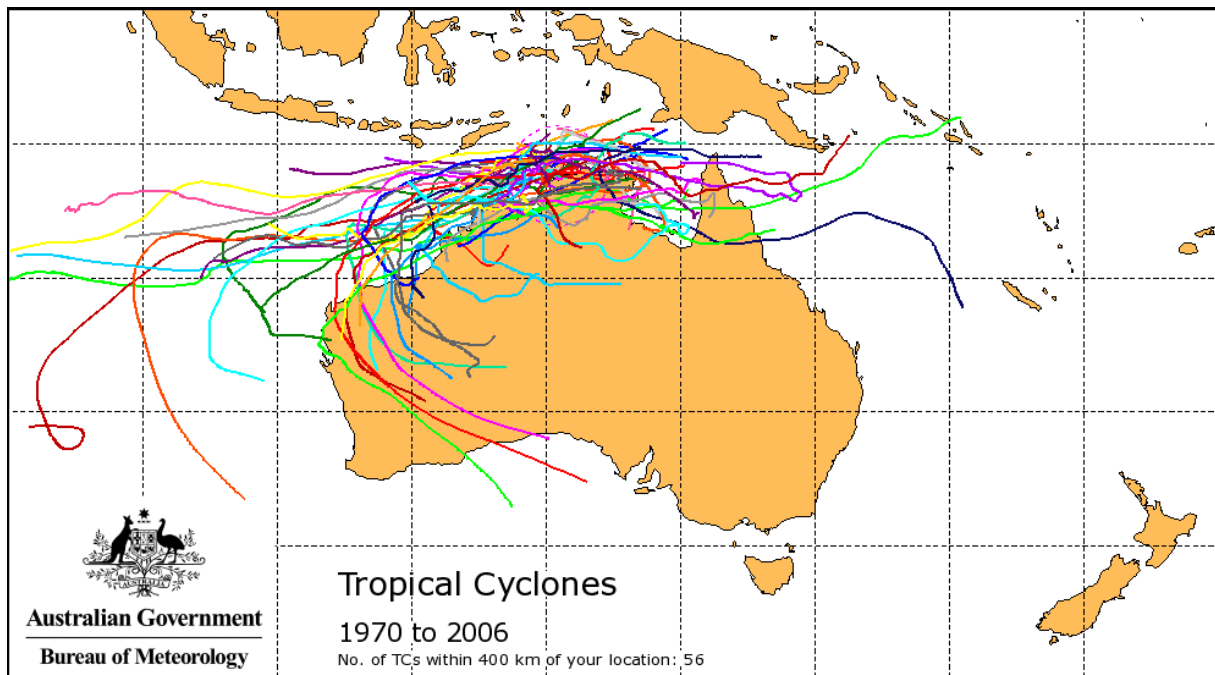 AUSTRALIA
Australian Government
Bureau of Meteorology
Tropical Cyclones
1970 to 2006
No. of TCs within 400 km of your location: 56